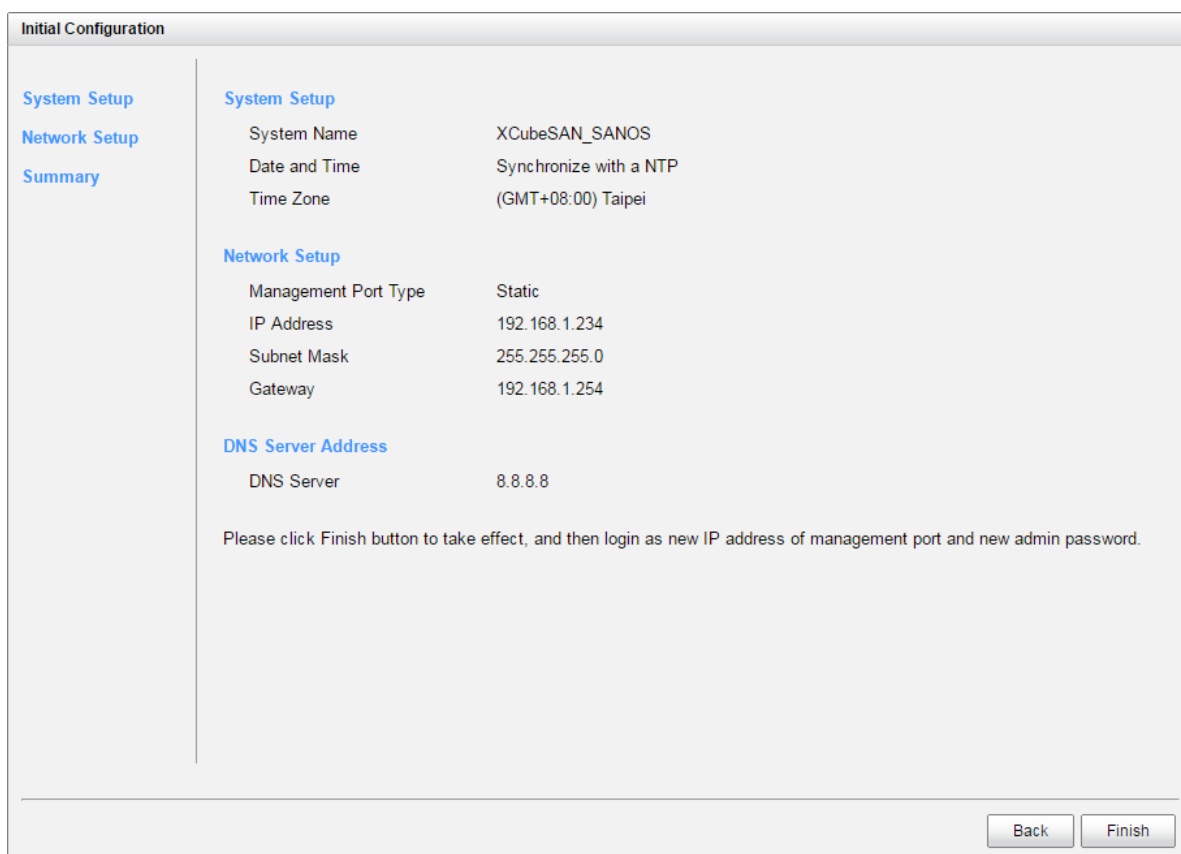 Initial Configuration
System Setup
Network Setup
Summary
System Setup
System Name XCubeSAN_SANOS
Date and Time Synchronize with a NTP
Time Zone (GMT+08:00) Taipei
Network Setup
Management Port Type Static
IP Address 192.168.1.234
Subnet Mask 255.255.255.0
Gateway 192.168.1.254
DNS Server Address
DNS Server 8.8.8.8
Please click Finish button to take effect, and then login as new IP address of management port and new admin password.
Back Finish